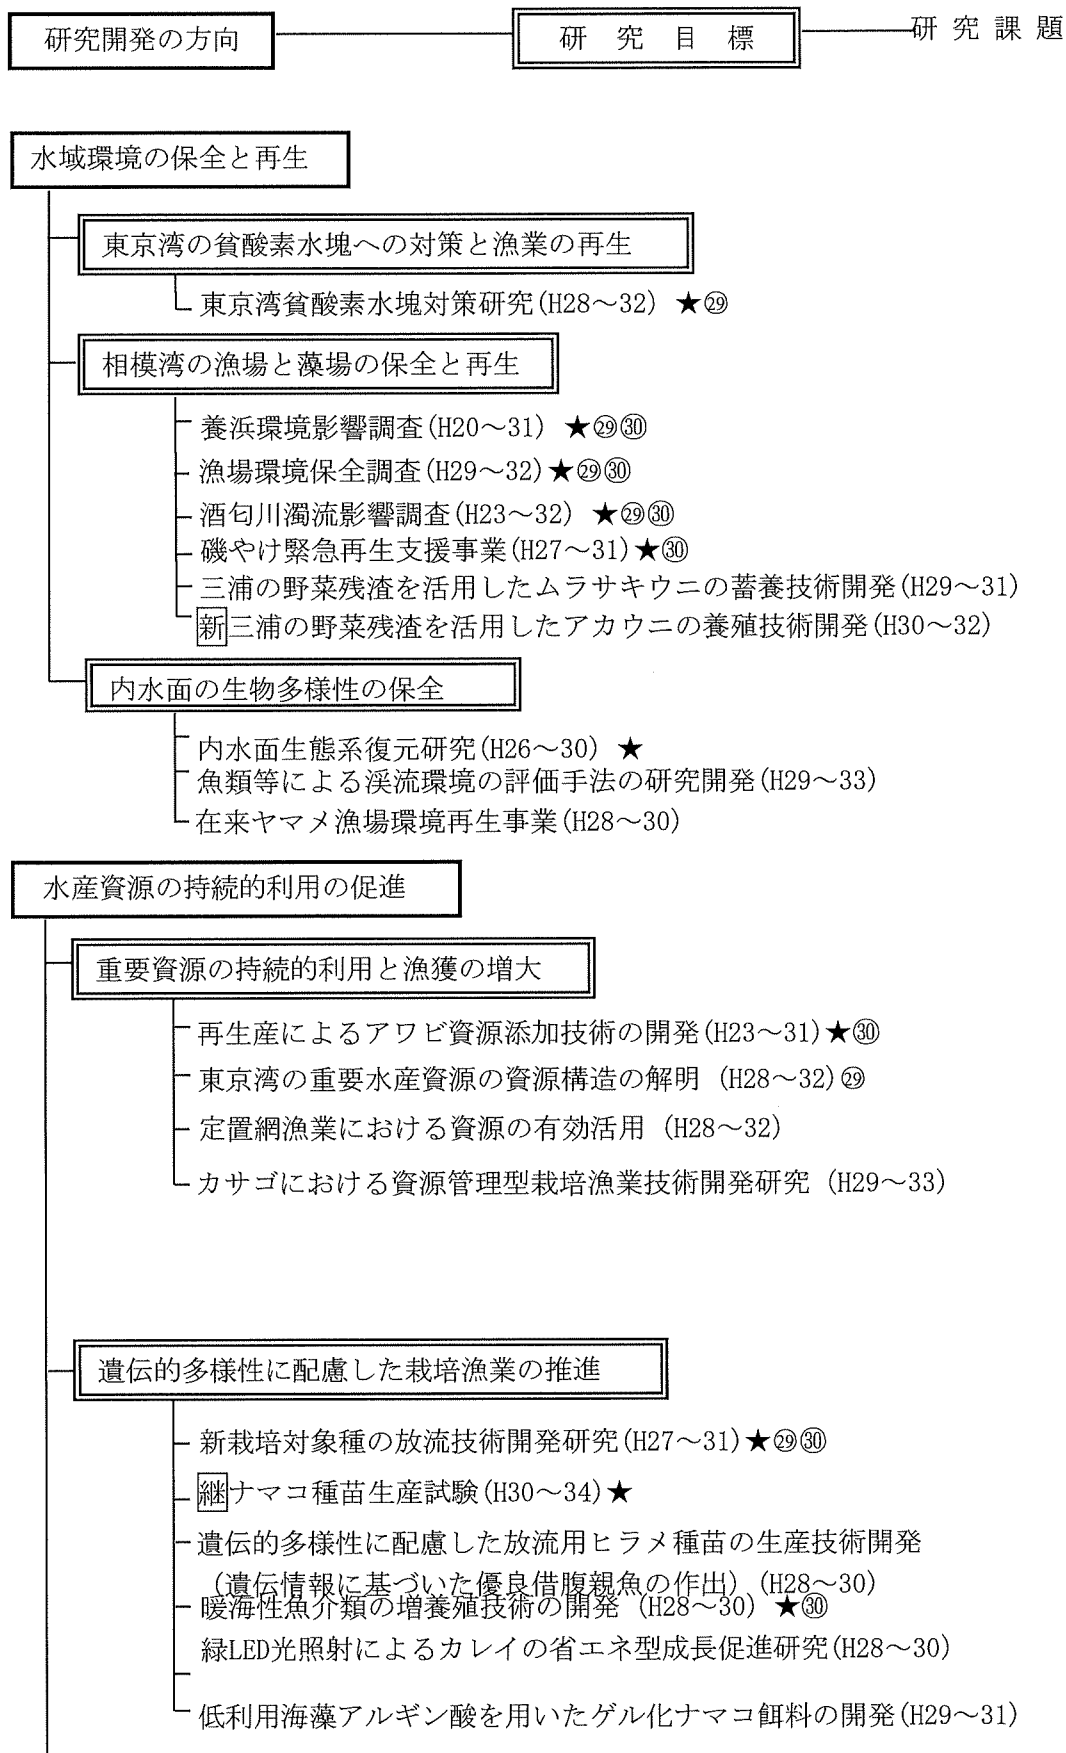 研究開発の方向
研究目標
研究課題
水域環境の保全と再生
東京湾の貧酸素水塊への対策と漁業の再生
東京湾貧酸素水塊対策研究(H28～32) ★㉙
相模湾の漁場と藻場の保全と再生
養浜環境影響調査(H20～31) ★㉙㉚
漁場環境保全調査(H29～32)★㉙㉚
酒匂川濁流影響調査(H23～32) ★㉙㉚
磯やけ緊急再生支援事業(H27～31)★㉚
三浦の野菜残渣を活用したムラサキウニの蓄養技術開発(H29～31)
新三浦の野菜残渣を活用したアカウニの養殖技術開発(H30～32)
内水面の生物多様性の保全
内水面生態系復元研究(H26～30) ★
魚類等による渓流環境の評価手法の研究開発(H29～33)
在来ヤマメ漁場環境再生事業(H28～30)
水産資源の持続的利用の促進
重要資源の持続的利用と漁獲の増大
再生産によるアワビ資源添加技術の開発(H23～31)★㉚
東京湾の重要水産資源の資源構造の解明 (H28～32)㉙
定置網漁業における資源の有効活用 (H28～32)
カサゴにおける資源管理型栽培漁業技術開発研究 (H29～33)
遺伝的多様性に配慮した栽培漁業の推進
新栽培対象種の放流技術開発研究(H27～31)★㉙㉚
継ナマコ種苗生産試験(H30～34)★
遺伝的多様性に配慮した放流用ヒラメ種苗の生産技術開発
（遺伝情報に基づいた優良借腹親魚の作出）(H28～30)
暖海性魚介類の増養殖技術の開発 (H28～30) ★㉚
緑LED光照射によるカレイの省エネ型成長促進研究(H28～30)
低利用海藻アルギン酸を用いたゲル化ナマコ餌料の開発(H29～31)